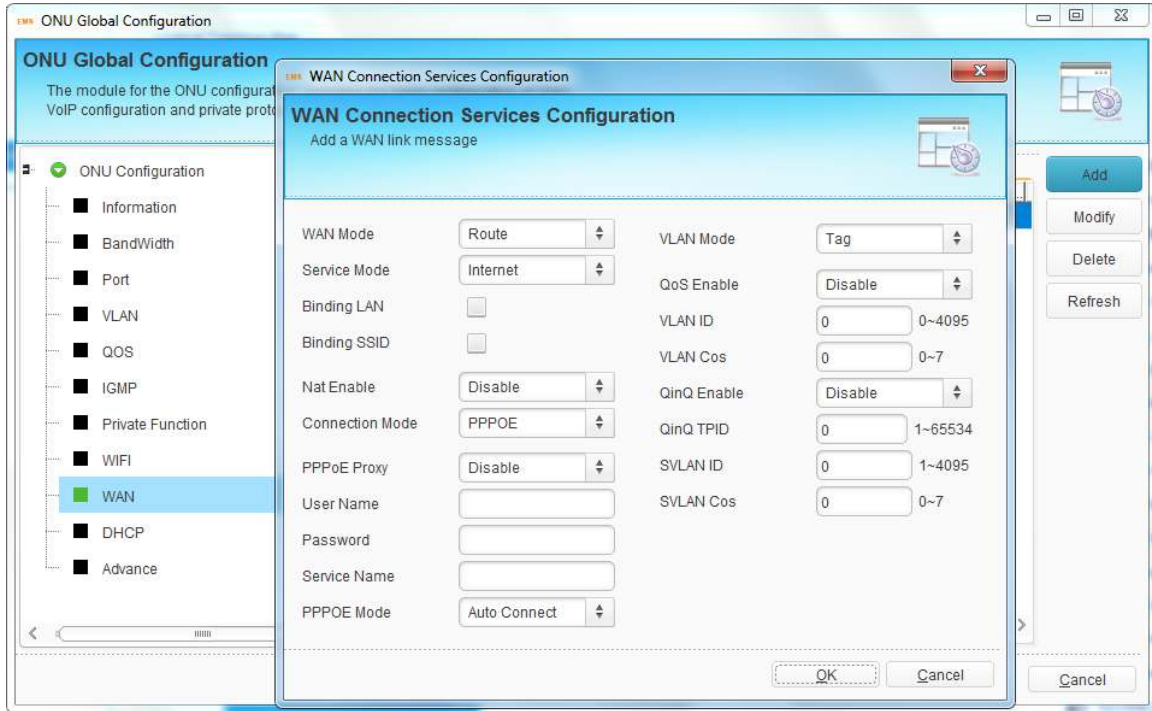 EMS ONU Global Configuration
ONU Global Configuration
The module for the ONU configurat
VoIP configuration and private proto
ONU Configuration
Information
BandWidth
Port
VLAN
QOS
IGMP
Private Function
WIFI
WAN
DHCP
Advance
Add
Modify
Delete
Refresh
Cancel
EMS WAN Connection Services Configuration
WAN Connection Services Configuration
Add a WAN link message
WAN Mode Route
Service Mode Internet
Binding LAN
Binding SSID
Nat Enable Disable
Connection Mode PPPOE
PPPoE Proxy Disable
User Name
Password
Service Name
PPPOE Mode Auto Connect
VLAN Mode Tag
QoS Enable Disable
VLAN ID 0 0~4095
VLAN Cos 0 0~7
QinQ Enable Disable
QinQ TPID 0 1~65534
SVLAN ID 0 1~4095
SVLAN Cos 0 0~7
OK Cancel